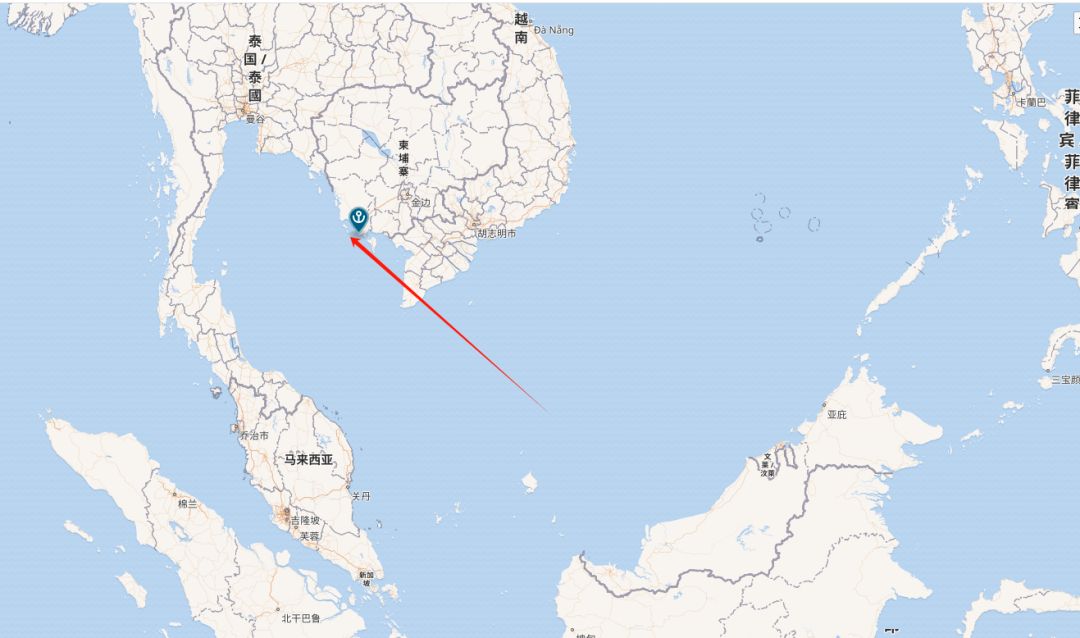 越
南
Đà Nẵng
泰
国 /
泰
國
曼谷
卡蘭巴
菲
律
宾
菲
律
柬
埔
寨
金边
胡志明市
三宝颜
亚庇
乔治市
马来西亚
文
莱 /
汶萊
棉兰
关丹
吉隆坡
芙蓉
新加
坡
北干巴鲁